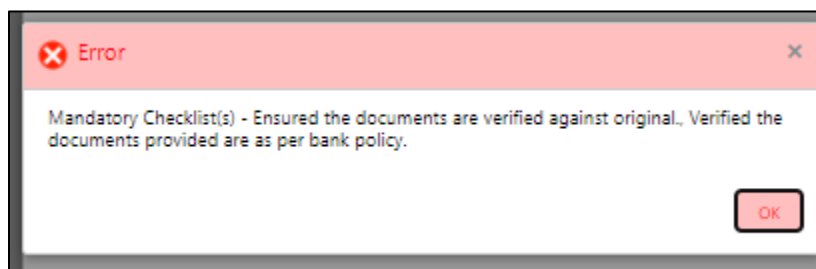 Error
Mandatory Checklist(s) - Ensured the documents are verified against original., Verified the
documents provided are as per bank policy.
OK